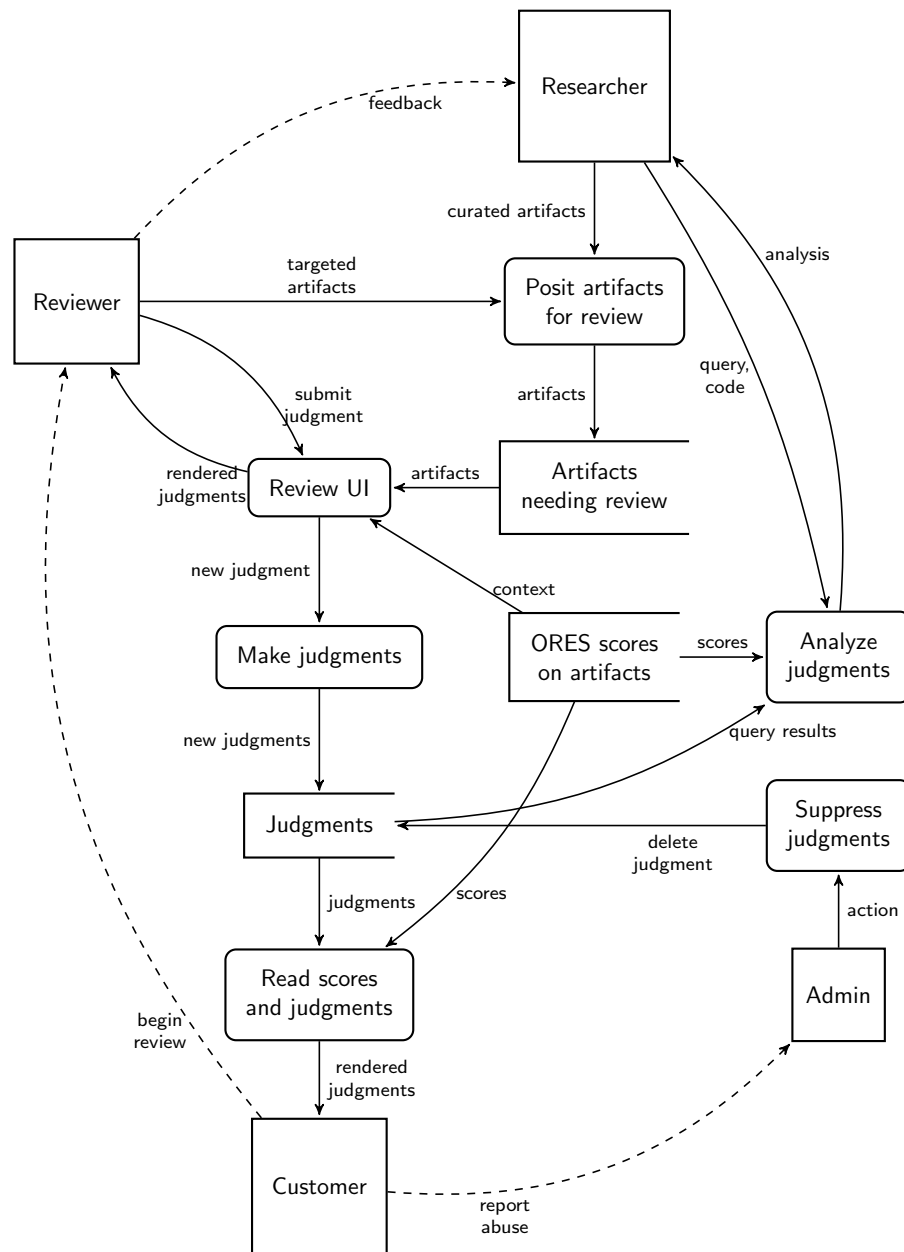 Researcher
feedback
curated artifacts
analysis
targeted
artifacts
Reviewer
Posit artifacts
for review
query,
code
artifacts
submit
judgment
rendered
judgments
Review UI
artifacts
Artifacts
needing review
new judgment
context
Make judgments
ORES scores
on artifacts
scores
Analyze
judgments
new judgments
query results
Judgments
delete
judgment
Suppress
judgments
judgments
scores
action
Read scores
and judgments
Admin
begin
review
rendered
judgments
Customer
report
abuse